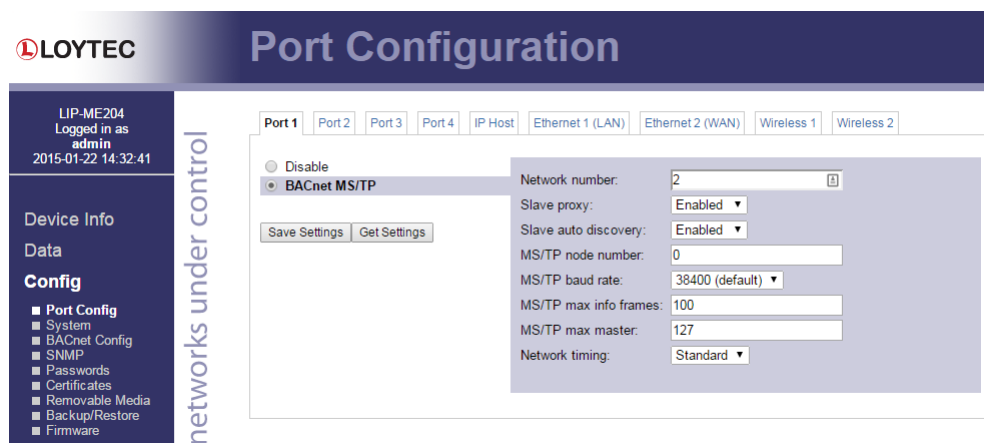 LOYTEC
Port Configuration
LIP-ME204
Logged in as
admin
2015-01-22 14:32:41
Device Info
Data
Config
Port Config
System
BACnet Config
SNMP
Passwords
Certificates
Removable Media
Backup/Restore
Firmware
networks under control
Port 1 Port 2 Port 3 Port 4 IP Host Ethernet 1 (LAN) Ethernet 2 (WAN) Wireless 1 Wireless 2
Disable
BACnet MS/TP
Save Settings Get Settings
Network number: 2
Slave proxy: Enabled
Slave auto discovery: Enabled
MS/TP node number: 0
MS/TP baud rate: 38400 (default)
MS/TP max info frames: 100
MS/TP max master: 127
Network timing: Standard